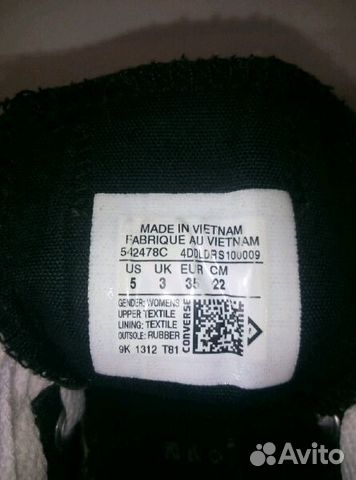 MADE IN VIETNAM
FABRIQUE AU VIETNAM
542478C 4D0LDRS100009
US UK EUR CM
5 3 35 22
GENDER: WOMENS
UPPER: TEXTILE
LINING: TEXTILE
OUTSOLE: RUBBER
9K 1312 T81
CONVERSE
Avito